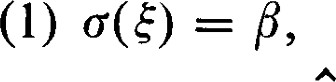 (1) σ(ξ) = β,
^